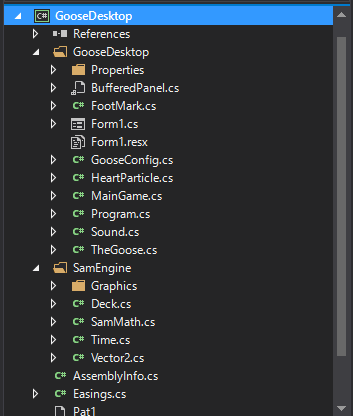 C# GooseDesktop
References
GooseDesktop
Properties
BufferedPanel.cs
C# FootMark.cs
Form1.cs
Form1.resx
C# GooseConfig.cs
C# HeartParticle.cs
C# MainGame.cs
C# Program.cs
C# Sound.cs
C# TheGoose.cs
SamEngine
Graphics
C# Deck.cs
C# SamMath.cs
C# Time.cs
C# Vector2.cs
C# AssemblyInfo.cs
C# Easings.cs
Pat1